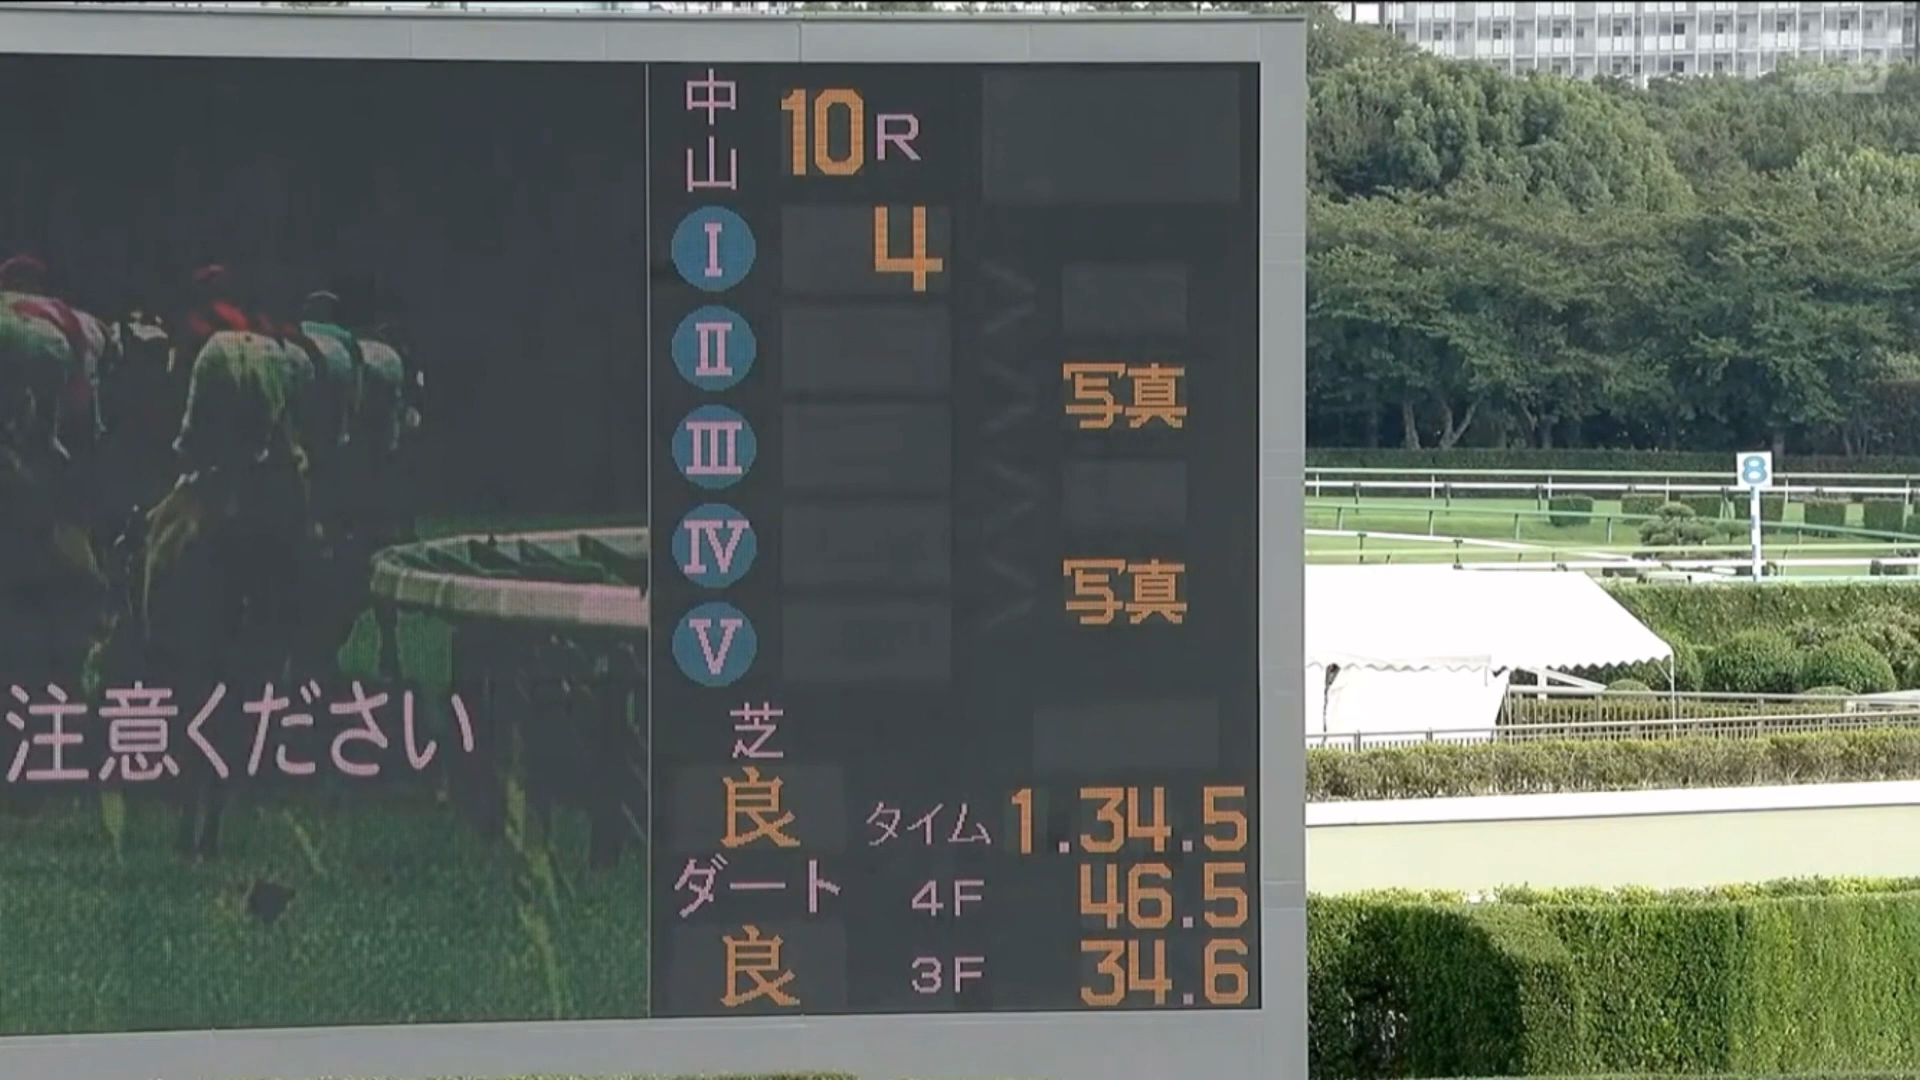 中山 10R
I 4
II
写真
III
IV
写真
V
芝
良 タイム 1.34.5
ダート 4F 46.5
良 3F 34.6
注意ください
8